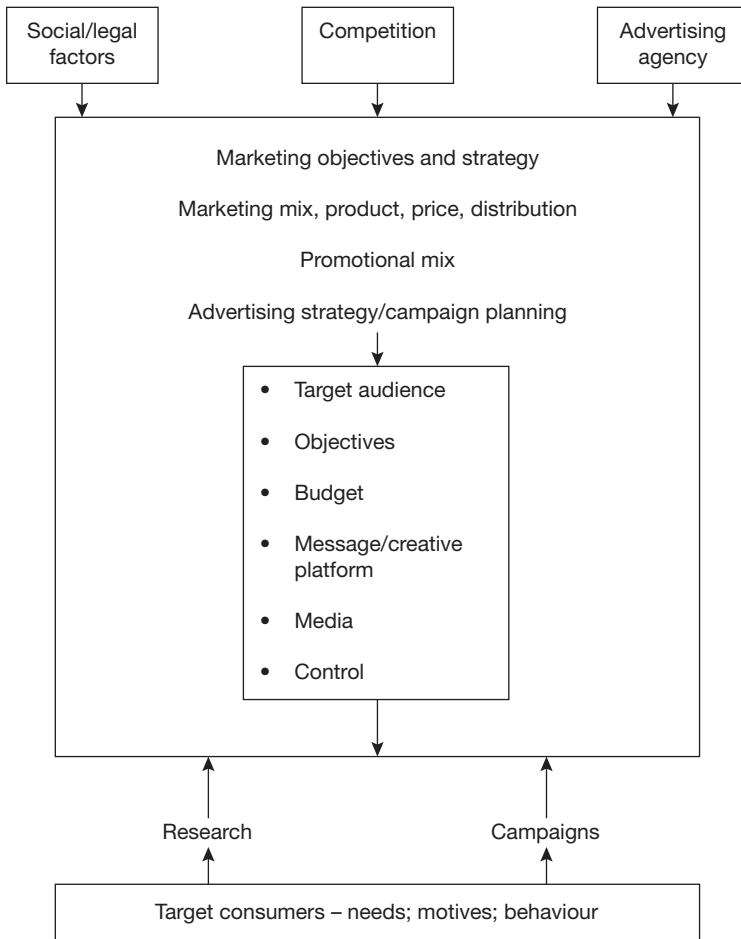 Social/legal
factors
Competition
Advertising
agency
Marketing objectives and strategy
Marketing mix, product, price, distribution
Promotional mix
Advertising strategy/campaign planning
• Target audience
• Objectives
• Budget
• Message/creative
platform
• Media
• Control
Research
Campaigns
Target consumers – needs; motives; behaviour